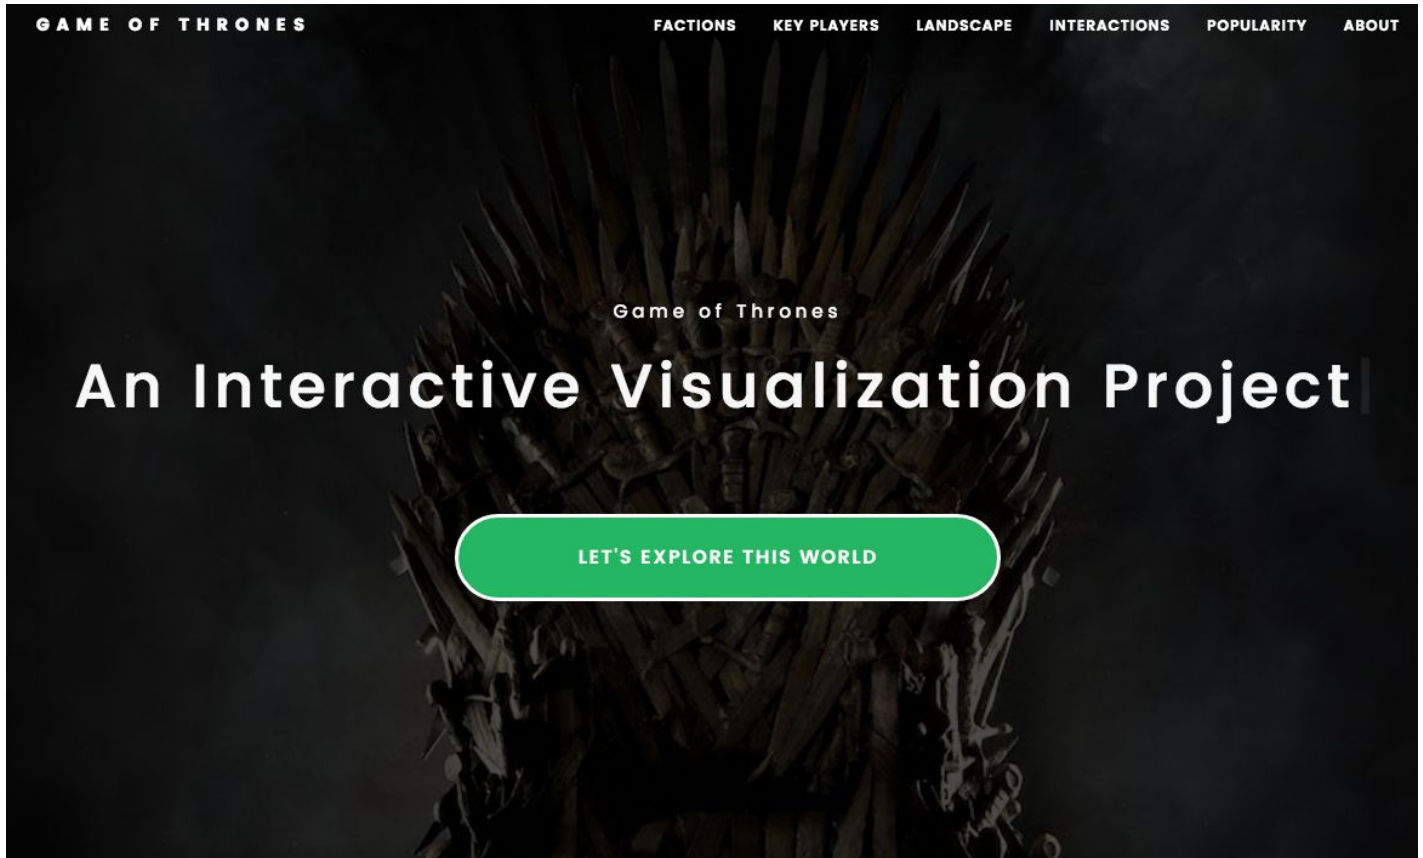 GAME OF THRONES
FACTIONS KEY PLAYERS LANDSCAPE INTERACTIONS POPULARITY ABOUT
Game of Thrones
An Interactive Visualization Project
LET'S EXPLORE THIS WORLD